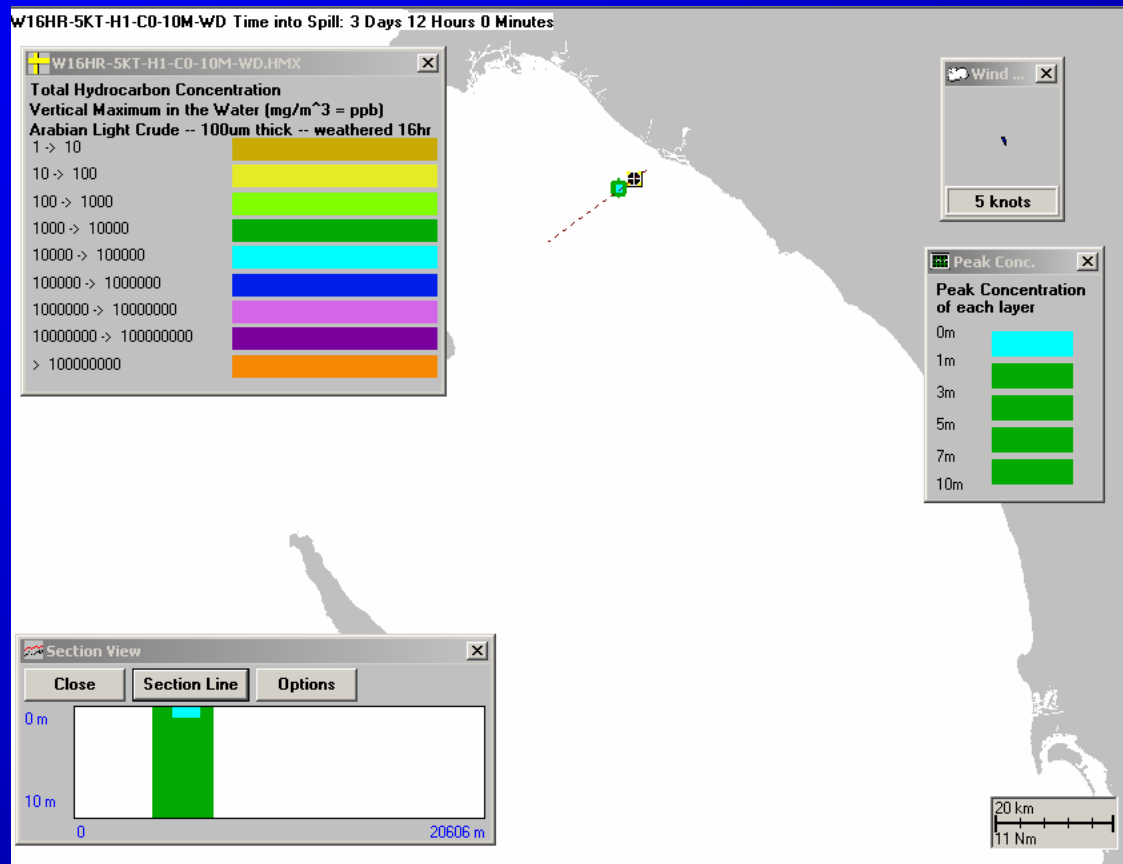 W16HR-5KT-H1-C0-10M-WD Time into Spill: 3 Days 12 Hours 0 Minutes
W16HR-5KT-H1-C0-10M-WD.HMX
Total Hydrocarbon Concentration
Vertical Maximum in the Water (mg/m^3 = ppb)
Arabian Light Crude -- 100um thick -- weathered 16hr
1 -> 10
10 -> 100
100 -> 1000
1000 -> 10000
10000 -> 100000
100000 -> 1000000
1000000 -> 10000000
10000000 -> 100000000
> 100000000
Wind ...
5 knots
Peak Conc.
Peak Concentration
of each layer
0m
1m
3m
5m
7m
10m
Section View
Close Section Line Options
0 m
10 m
0 20606 m
20 km
11 Nm